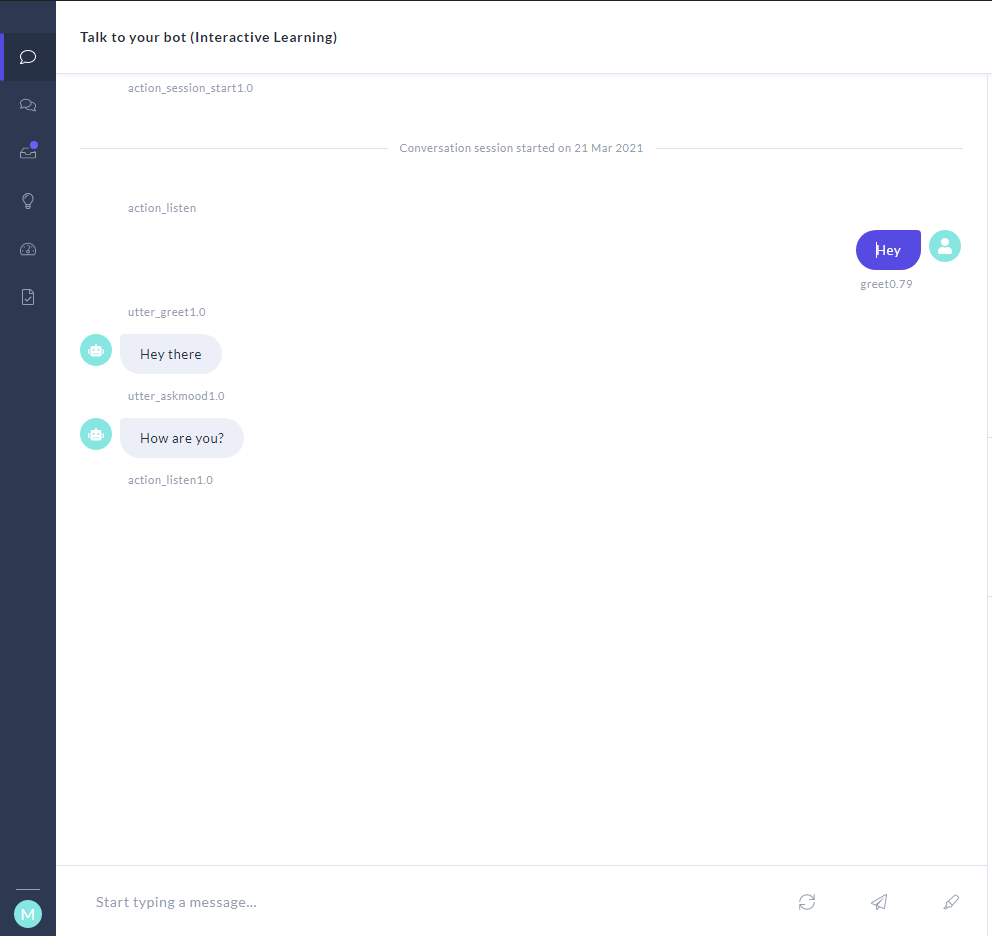 Talk to your bot (Interactive Learning)
action_session_start1.0
Conversation session started on 21 Mar 2021
action_listen
Hey
greet0.79
utter_greet1.0
Hey there
utter_askmood1.0
How are you?
action_listen1.0
Start typing a message...
M